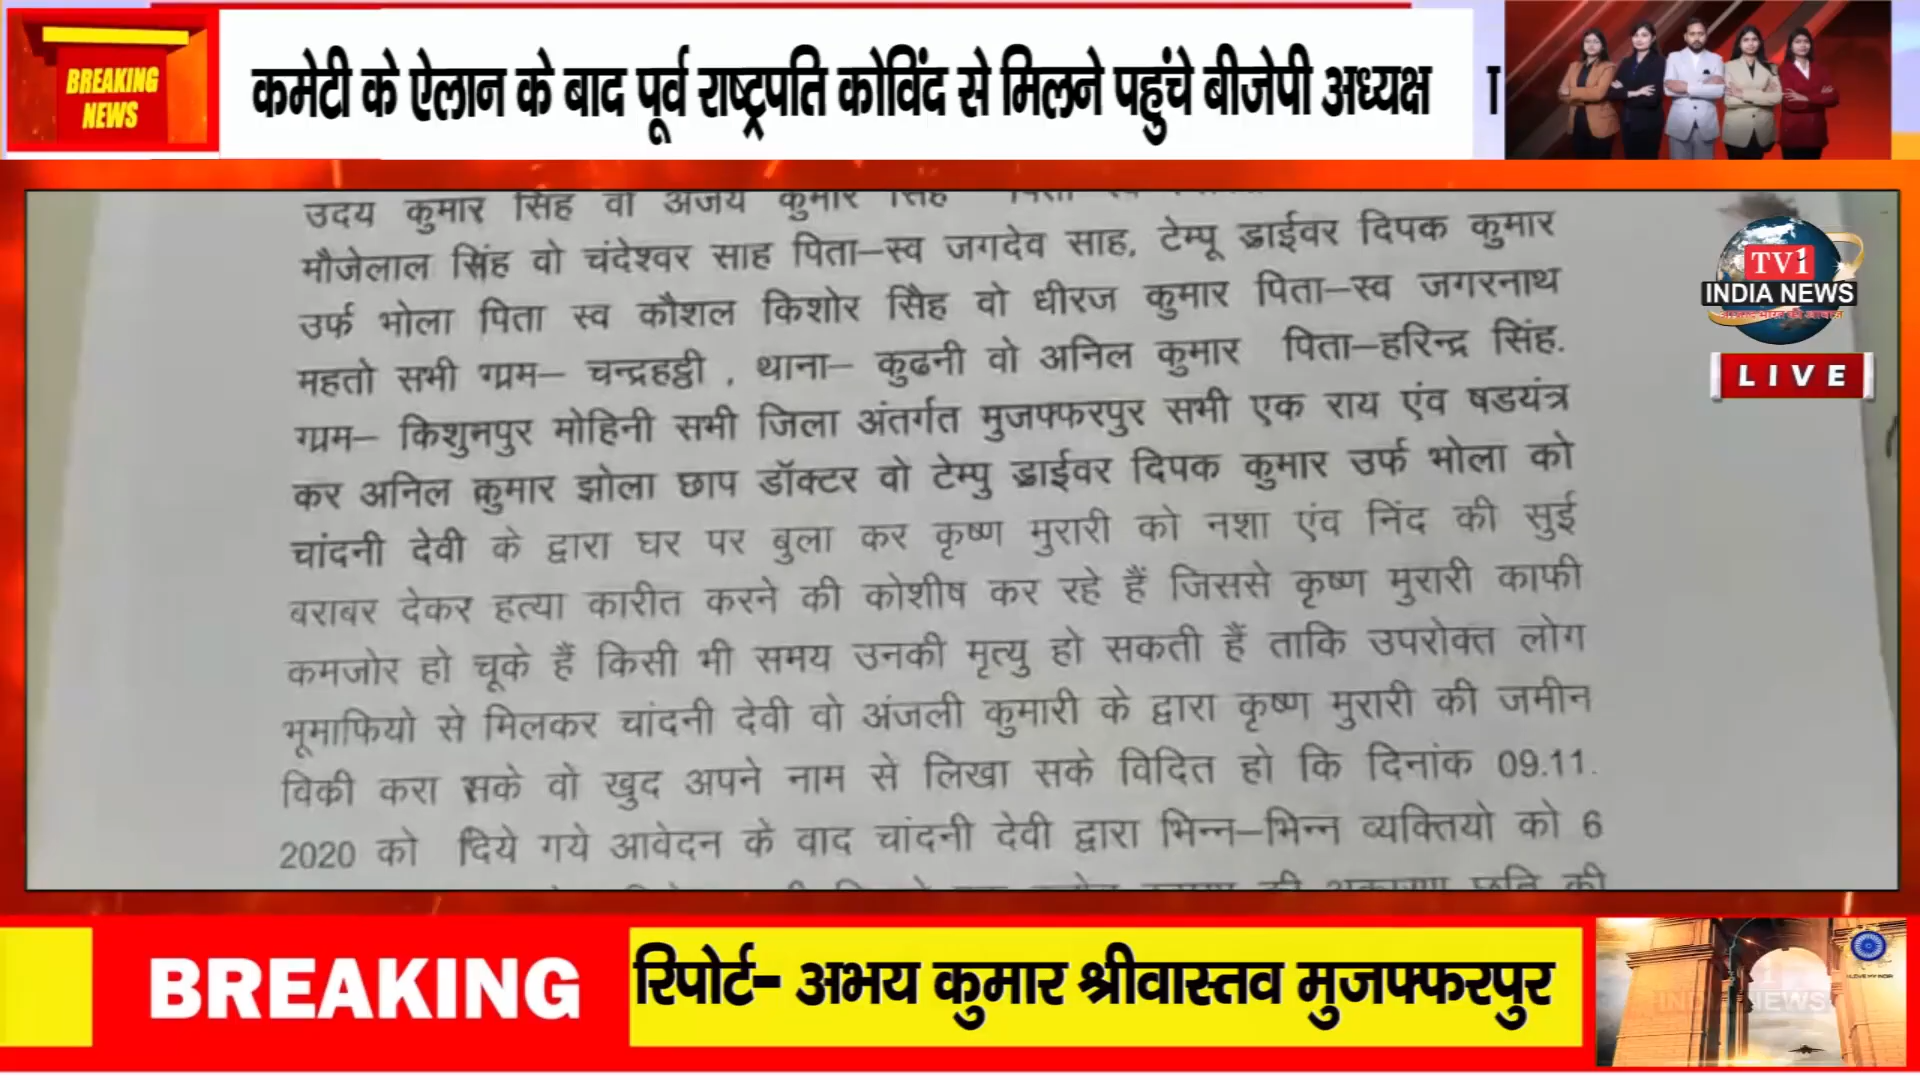 BREAKING
NEWS
कमेटी के ऐलान के बाद पूर्व राष्ट्रपति कोविंद से मिलने पहुंचे बीजेपी अध्यक्ष
उदय कुमार सिंह वो अजय कुमार सिंह
मौजेलाल सिंह वो चंदेश्वर साह पिता–स्व जगदेव साह, टेम्पू ड्राईवर दिपक कुमार
उर्फ भोला पिता स्व कौशल किशोर सिैह वो धीरज कुमार पिता–स्व जगरनाथ
महतो सभी ग्राम– चन्द्रहट्ठी , थाना– कुढनी वो अनिल कुमार पिता–हरिन्द्र सिंह.
ग्राम– किशुनपुर मोहिनी सभी जिला अंतर्गत मुजफ्फरपुर सभी एक राय एंव षडयंत्र
कर अनिल कुमार झोला छाप डॉक्टर वो टेम्पु ड्राईवर दिपक कुमार उर्फ भोला को
चांदनी देवी के द्वारा घर पर बुला कर कृष्ण मुरारी को नशा एंव निंद की सुई
बराबर देकर हत्या कारीत करने की कोशीष कर रहे हैं जिससे कृष्ण मुरारी काफी
कमजोर हो चूके हैं किसी भी समय उनकी मृत्यु हो सकती हैं ताकि उपरोक्त लोग
भूमाफियो से मिलकर चांदनी देवी वो अंजली कुमारी के द्वारा कृष्ण मुरारी की जमीन
विकी करा सके वो खुद अपने नाम से लिखा सके विदित हो कि दिनांक 09.11.
2020 को दिये गये आवेदन के वाद चांदनी देवी द्वारा भिन्न–भिन्न व्यक्तियो को 6
TV1
INDIA NEWS
LIVE
BREAKING
रिपोर्ट- अभय कुमार श्रीवास्तव मुजफ्फरपुर
INDIA NEWS